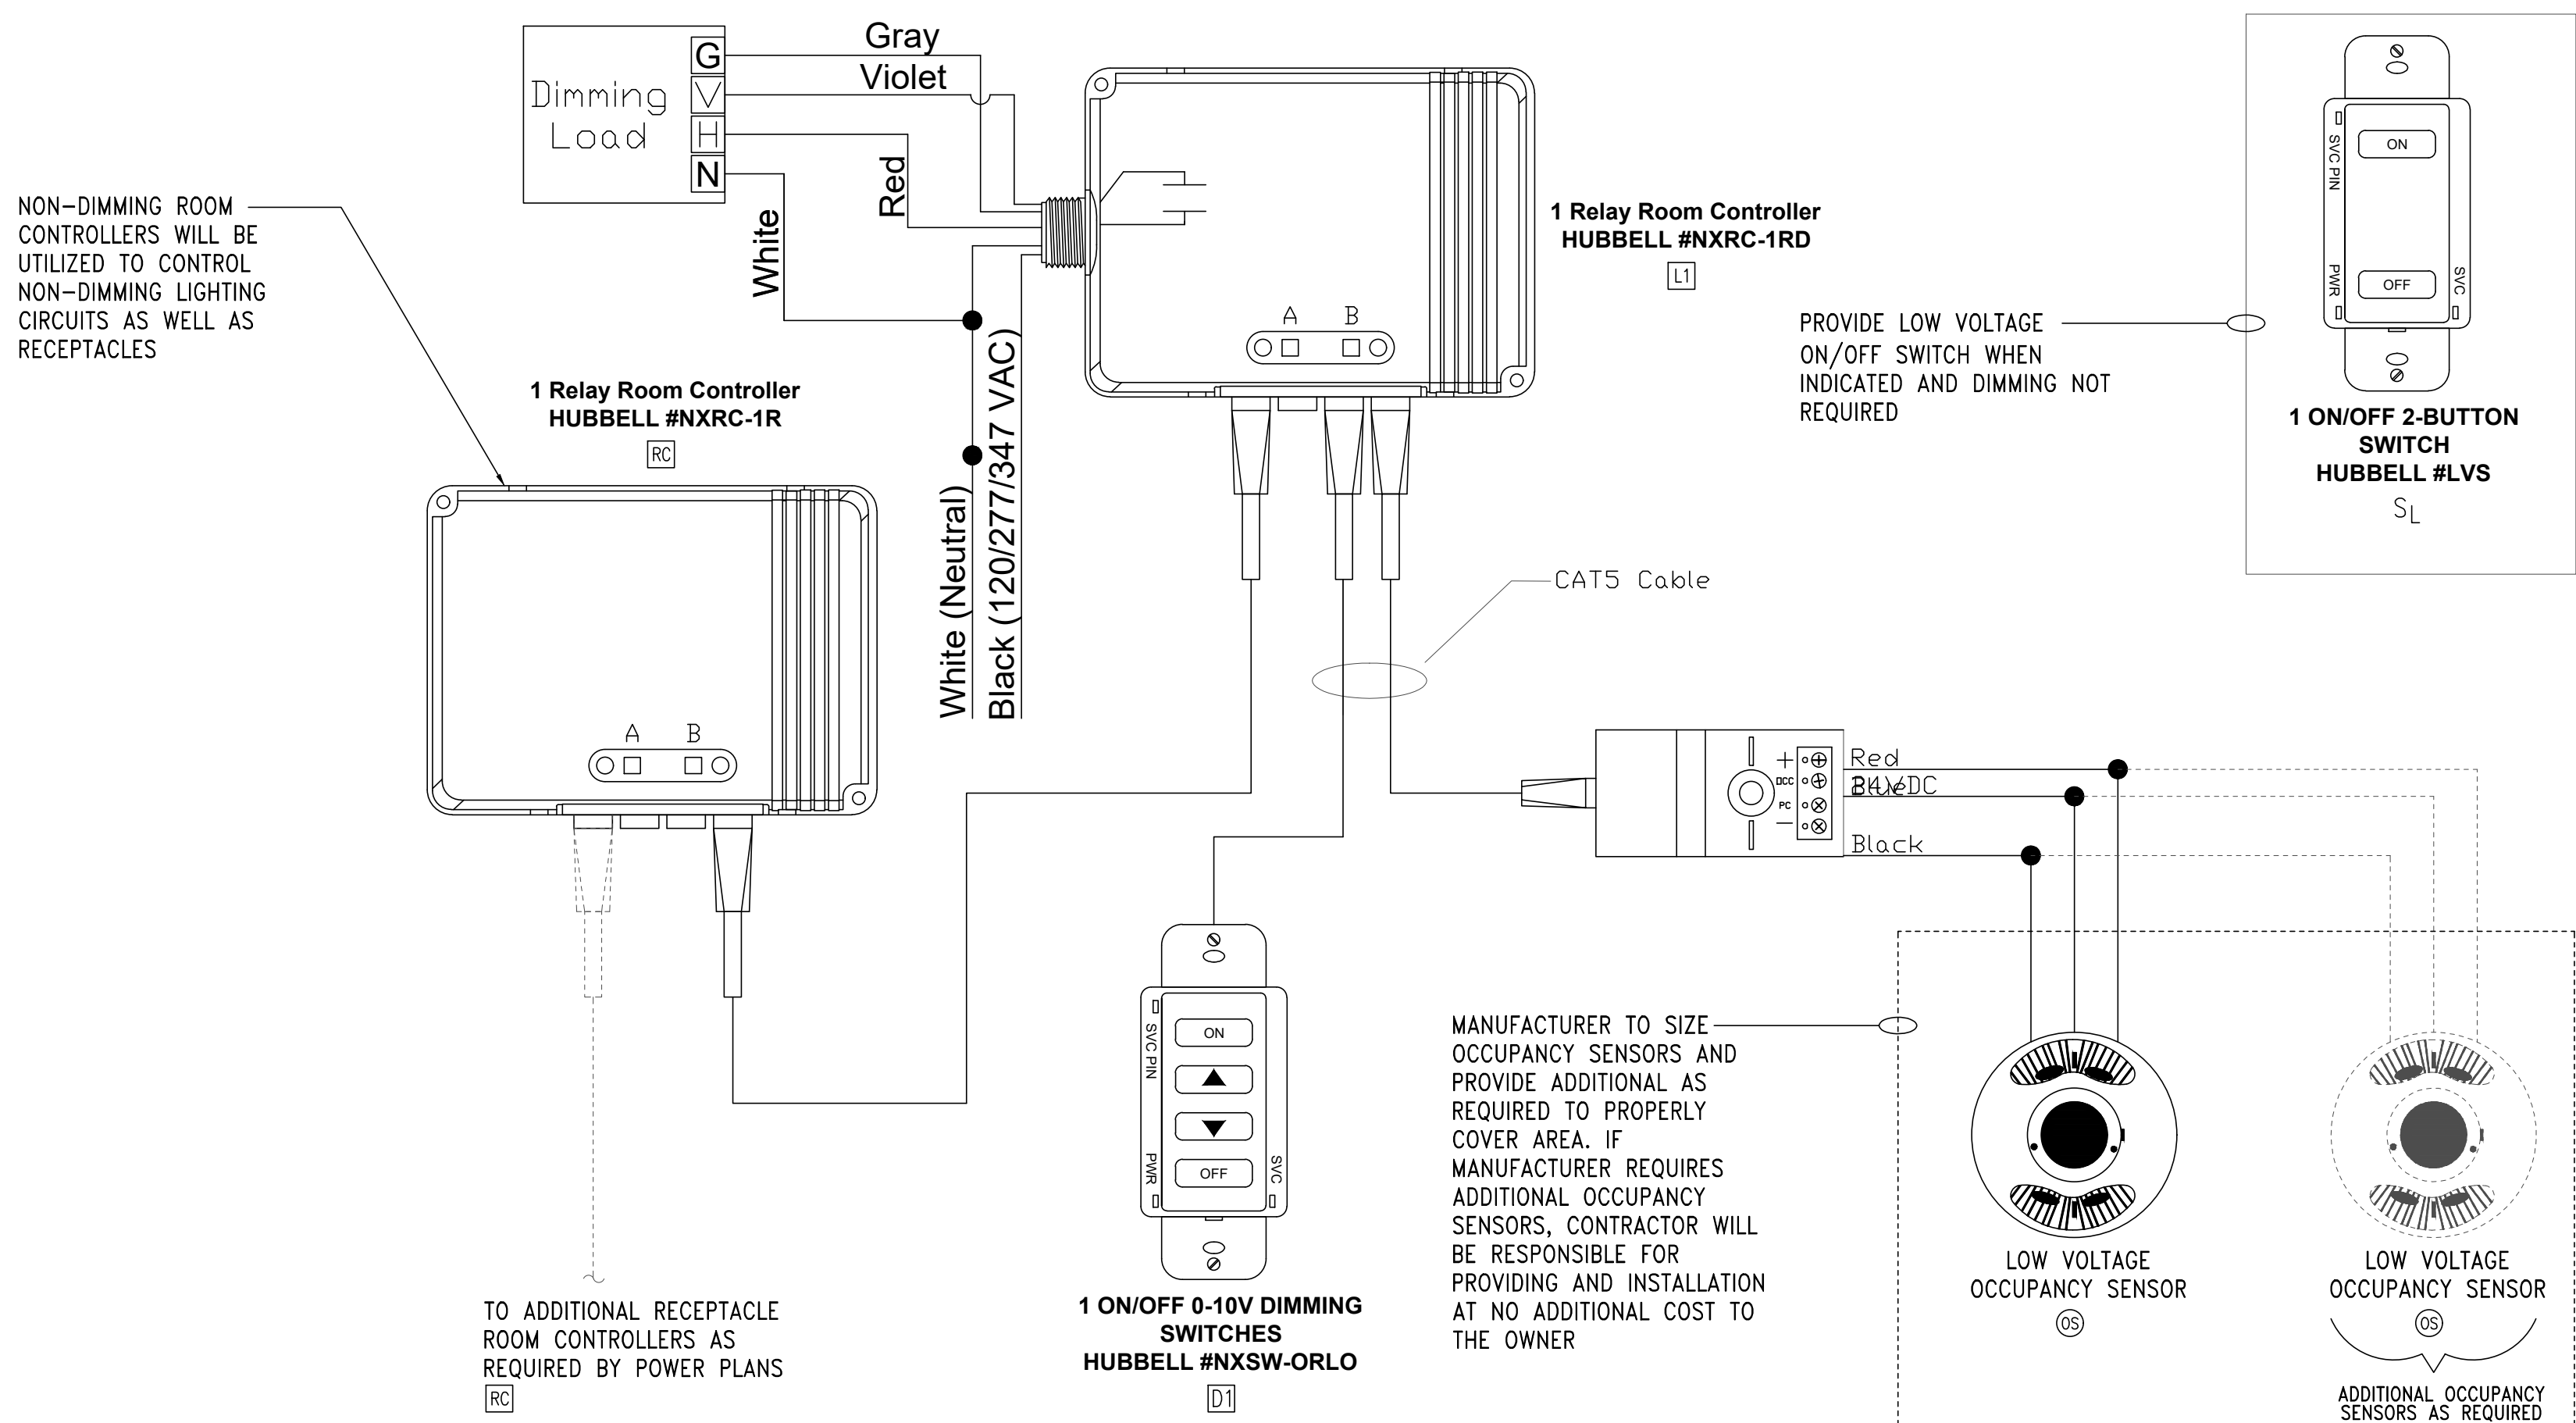 Gray
Violet
Dimming
Load
G
V
H
N
Red
White
NON-DIMMING ROOM
CONTROLLERS WILL BE
UTILIZED TO CONTROL
NON-DIMMING LIGHTING
CIRCUITS AS WELL AS
RECEPTACLES
1 Relay Room Controller
HUBBELL #NXRC-1R
RC
A B
White (Neutral)
Black (120/277/347 VAC)
A B
1 Relay Room Controller
HUBBELL #NXRC-1RD
L1
PROVIDE LOW VOLTAGE
ON/OFF SWITCH WHEN
INDICATED AND DIMMING NOT
REQUIRED
SVC PIN
PWR
SVC
ON
OFF
1 ON/OFF 2-BUTTON
SWITCH
HUBBELL #LVS
SL
CAT5 Cable
+
OCC
PC
-
Red
24VDC
Blue
Black
SVC PIN
PWR
SVC
ON
OFF
1 ON/OFF 0-10V DIMMING
SWITCHES
HUBBELL #NXSW-ORLO
D1
TO ADDITIONAL RECEPTACLE
ROOM CONTROLLERS AS
REQUIRED BY POWER PLANS
RC
MANUFACTURER TO SIZE
OCCUPANCY SENSORS AND
PROVIDE ADDITIONAL AS
REQUIRED TO PROPERLY
COVER AREA. IF
MANUFACTURER REQUIRES
ADDITIONAL OCCUPANCY
SENSORS, CONTRACTOR WILL
BE RESPONSIBLE FOR
PROVIDING AND INSTALLATION
AT NO ADDITIONAL COST TO
THE OWNER
LOW VOLTAGE
OCCUPANCY SENSOR
OS
LOW VOLTAGE
OCCUPANCY SENSOR
OS
ADDITIONAL OCCUPANCY
SENSORS AS REQUIRED